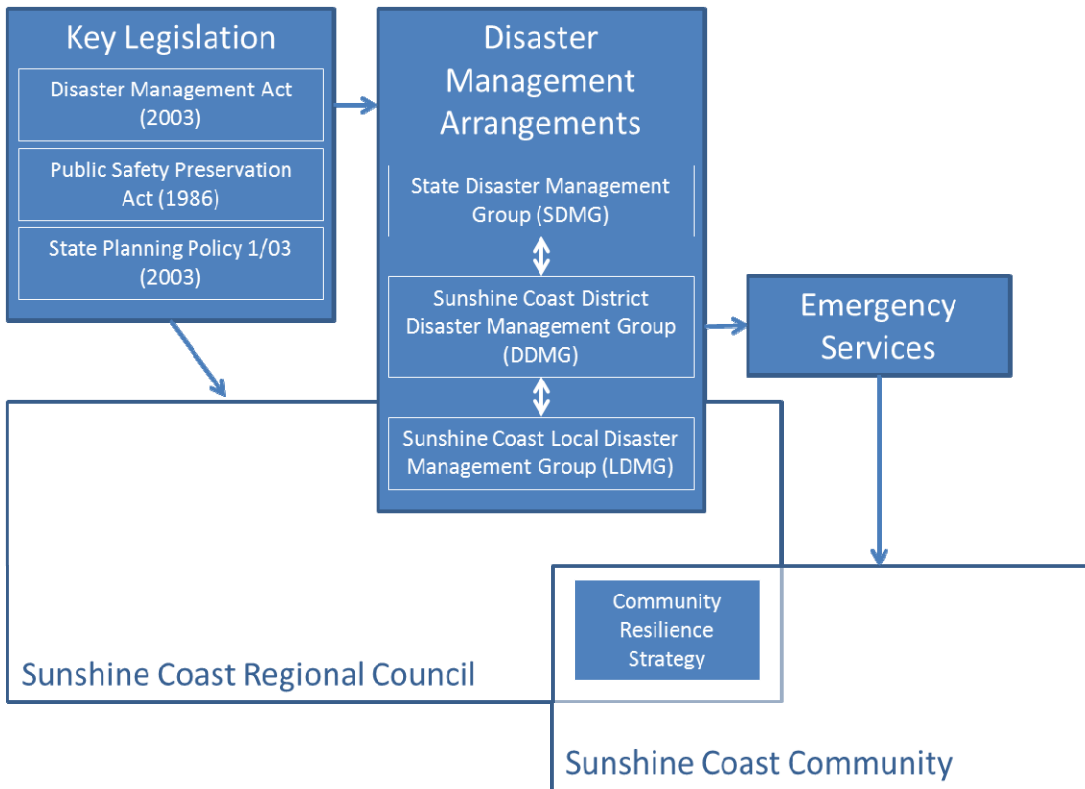 Key Legislation
Disaster Management Act
(2003)
Public Safety Preservation
Act (1986)
State Planning Policy 1/03
(2003)
Disaster
Management
Arrangements
State Disaster Management
Group (SDMG)
Sunshine Coast District
Disaster Management Group
(DDMG)
Sunshine Coast Local Disaster
Management Group (LDMG)
Emergency
Services
Community
Resilience
Strategy
Sunshine Coast Regional Council
Sunshine Coast Community